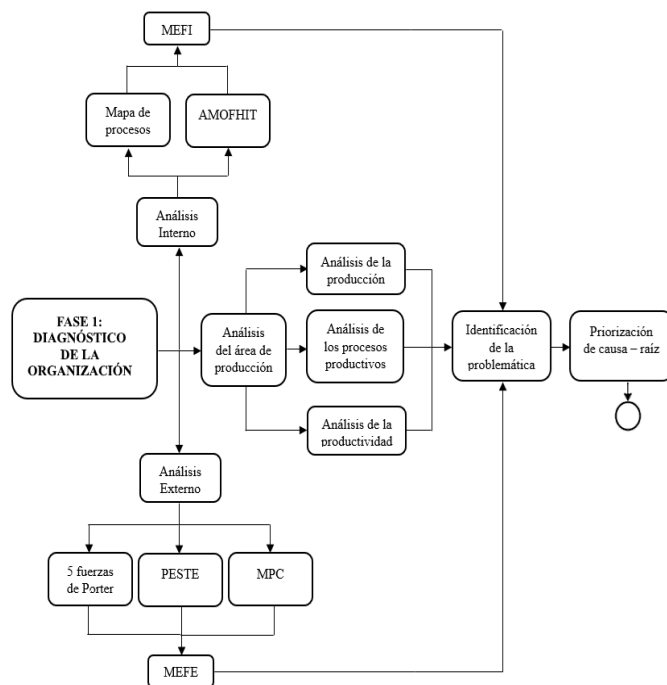 MEFI
Mapa de
procesos
AMOFHIT
Análisis
Interno
FASE 1:
DIAGNÓSTICO
DE LA
ORGANIZACIÓN
Análisis
del área de
producción
Análisis de la
producción
Análisis de
los procesos
productivos
Análisis de la
productividad
Identificación
de la
problemática
Priorización
de causa – raíz
Análisis
Externo
5 fuerzas
de Porter
PESTE
MPC
MEFE